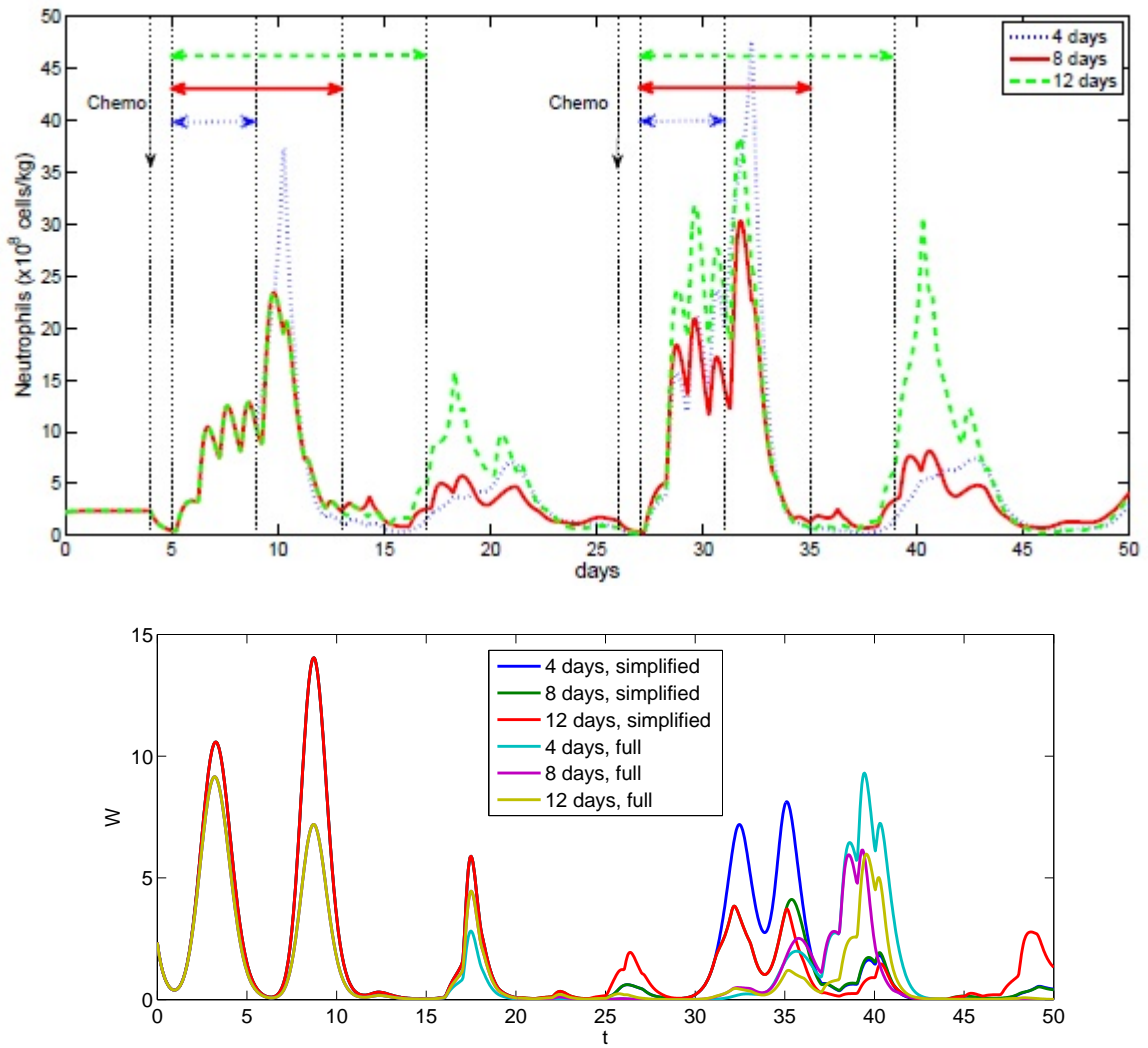 50
45
40
35
30
25
20
15
10
5
0
Neutrophils (x10⁸ cells/kg)
Chemo
Chemo
4 days
8 days
12 days
0 5 10 15 20 25 30 35 40 45 50
days
15
10
5
0
W
4 days, simplified
8 days, simplified
12 days, simplified
4 days, full
8 days, full
12 days, full
0 5 10 15 20 25 30 35 40 45 50
t